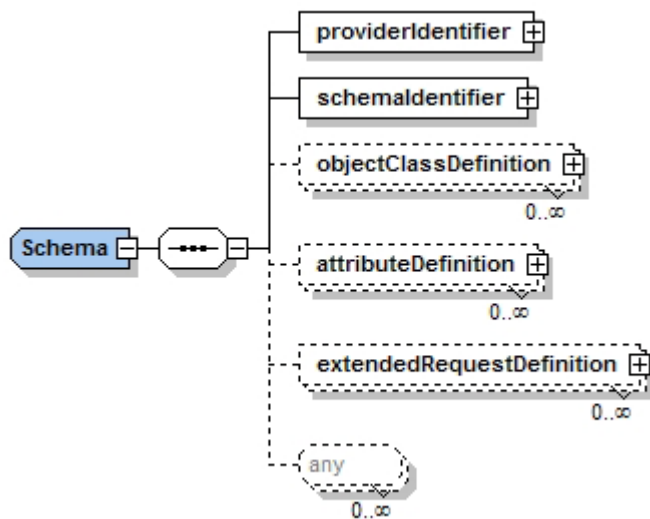 providerIdentifier
schemaIdentifier
objectClassDefinition
0..∞
Schema
attributeDefinition
0..∞
extendedRequestDefinition
0..∞
any
0..∞